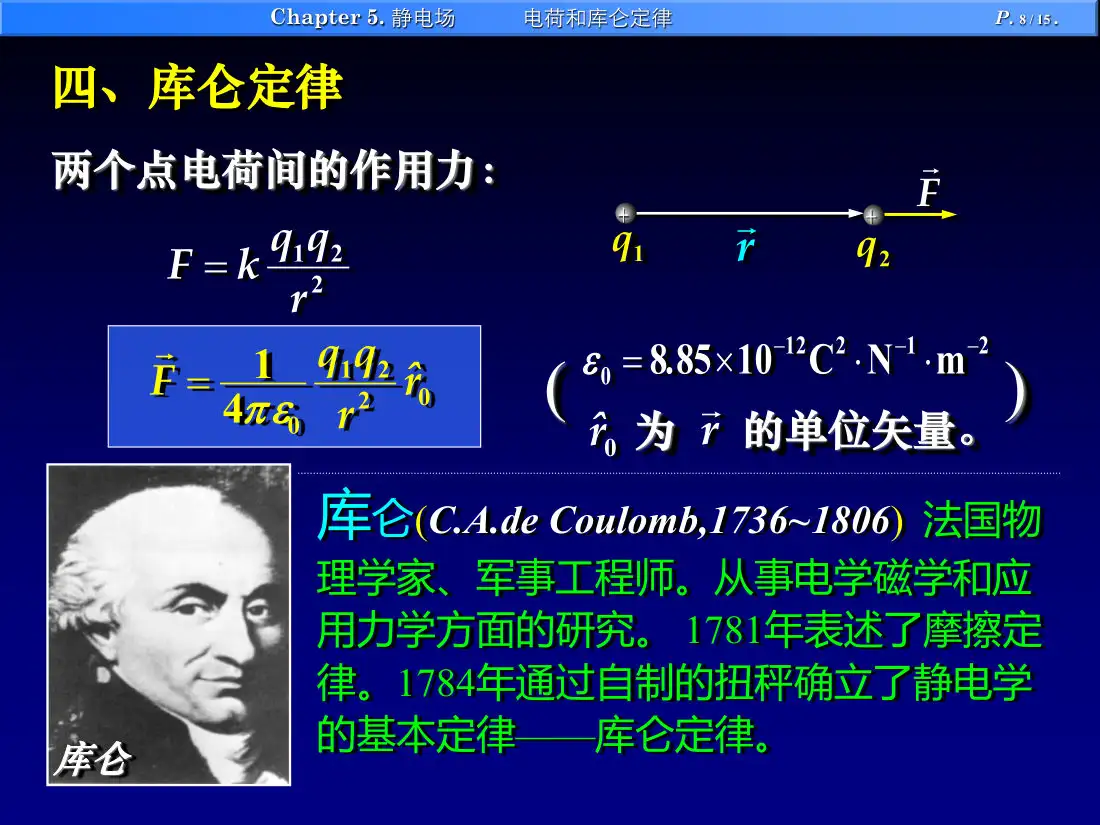 Chapter 5. 静电场 电荷和库仑定律 P. 8 / 15 .
四、库仑定律
两个点电荷间的作用力：
F = k q₁q₂ / r²
q₁ r⃗ q₂ F⃗
F⃗ = 1 / 4πε₀ q₁q₂ / r² r̂₀
( ε₀ = 8.85×10⁻¹² C² · N⁻¹ · m⁻²
r̂₀ 为 r⃗ 的单位矢量。 )
库仑(C.A.de Coulomb,1736~1806) 法国物
理学家、军事工程师。从事电学磁学和应
用力学方面的研究。 1781年表述了摩擦定
律。1784年通过自制的扭秤确立了静电学
的基本定律——库仑定律。
库仑